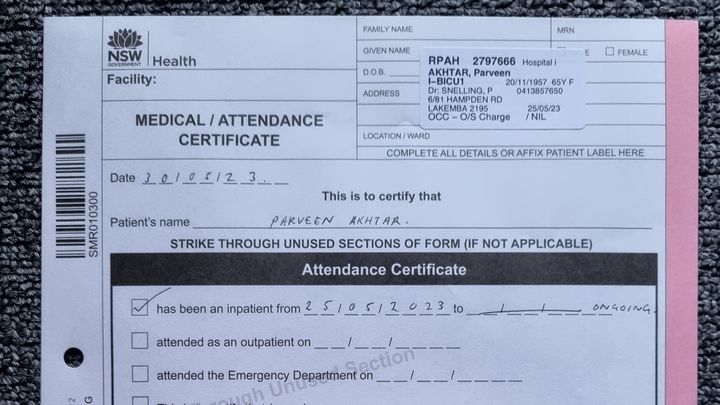 NSW
GOVERNMENT
Health
Facility:
MEDICAL / ATTENDANCE
CERTIFICATE
FAMILY NAME
MRN
GIVEN NAME
FEMALE
D.O.B.
ADDRESS
LOCATION / WARD
COMPLETE ALL DETAILS OR AFFIX PATIENT LABEL HERE
RPAH 2797666 Hospital i
AKHTAR, Parveen
I-BICU1 20/11/1957 65Y F
Dr: SNELLING, P 0413857650
6/81 HAMPDEN RD
LAKEMBA 2195 25/05/23
OCC - O/S Charge / NIL
SMR010300
Date 30/05/23.
This is to certify that
Patient's name PARVEEN AKHTAR.
STRIKE THROUGH UNUSED SECTIONS OF FORM (IF NOT APPLICABLE)
Attendance Certificate
has been an inpatient from 25/05/2023 to / / ONGOING.
attended as an outpatient on / /
attended the Emergency Department on / /
Through Unused Section